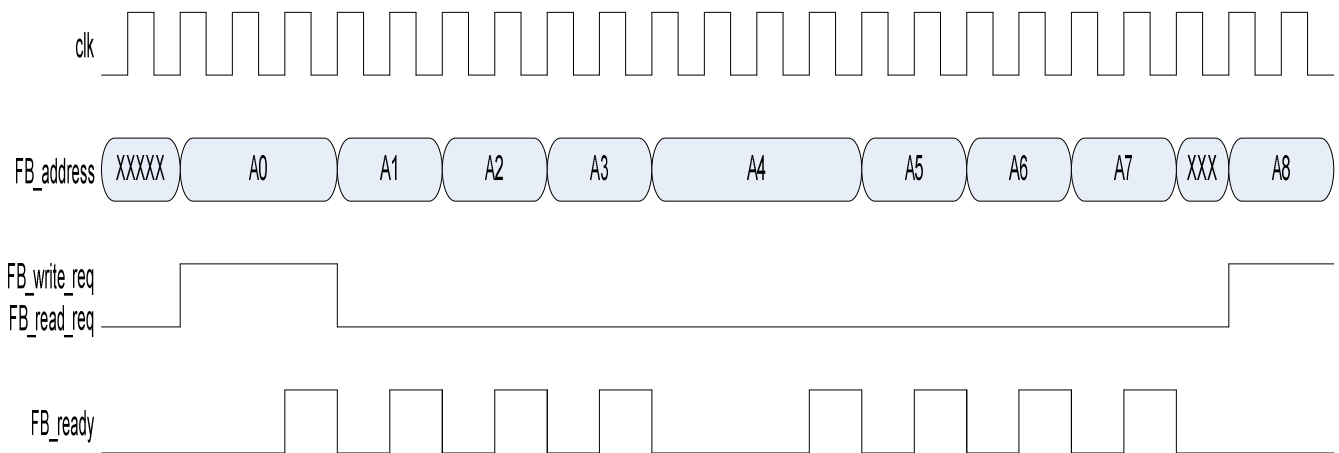 clk
FB_address
XXXXX A0 A1 A2 A3 A4 A5 A6 A7 XXX A8
FB_write_req
FB_read_req
FB_ready